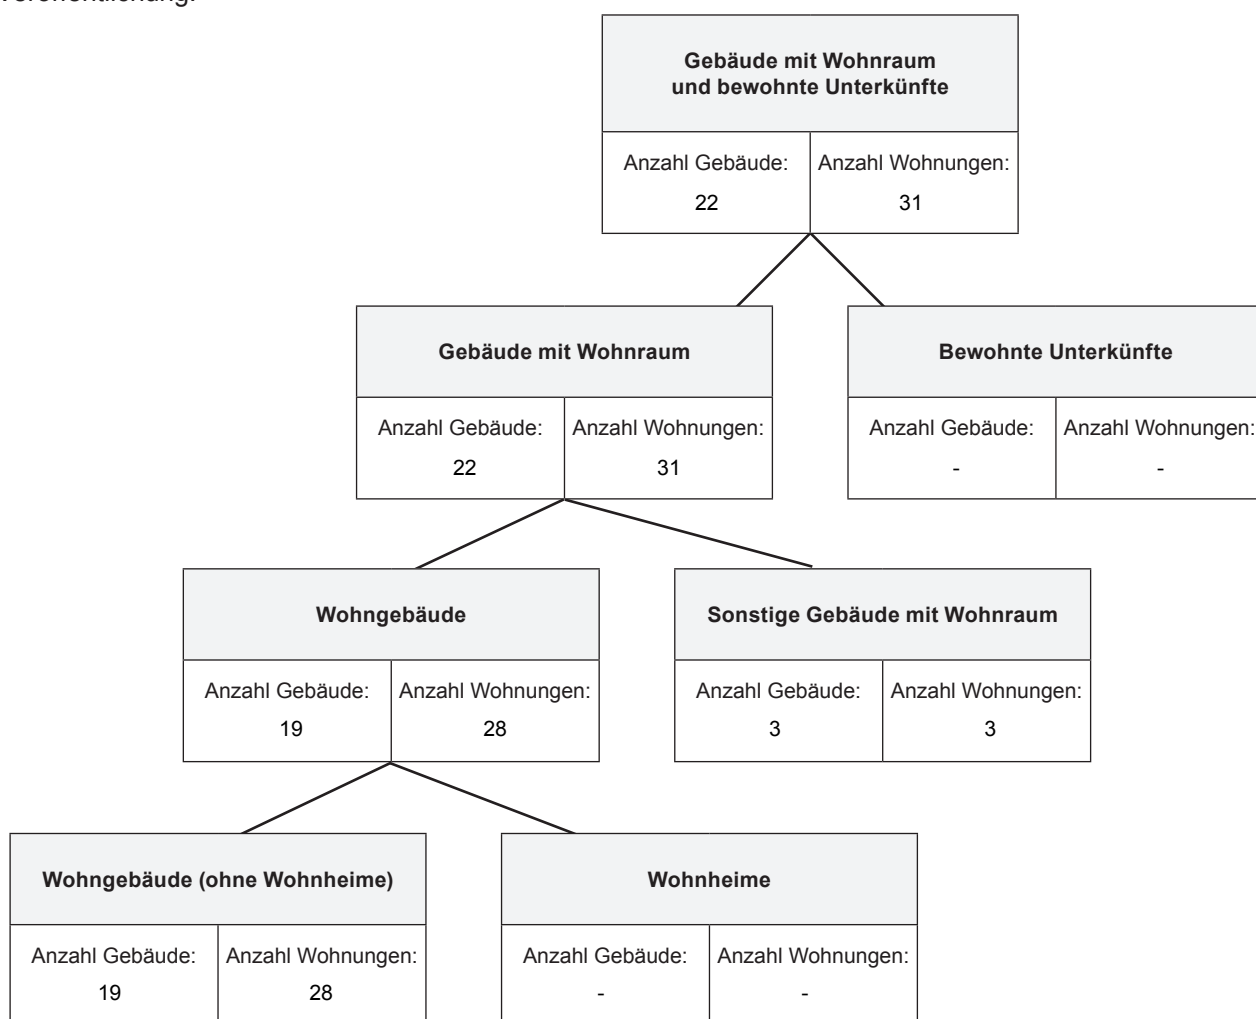 Veröffentlichung.
Gebäude mit Wohnraum
und bewohnte Unterkünfte
Anzahl Gebäude: Anzahl Wohnungen:
22 31
Gebäude mit Wohnraum Bewohnte Unterkünfte
Anzahl Gebäude: Anzahl Wohnungen: Anzahl Gebäude: Anzahl Wohnungen:
22 31 - -
Wohngebäude Sonstige Gebäude mit Wohnraum
Anzahl Gebäude: Anzahl Wohnungen: Anzahl Gebäude: Anzahl Wohnungen:
19 28 3 3
Wohngebäude (ohne Wohnheime) Wohnheime
Anzahl Gebäude: Anzahl Wohnungen: Anzahl Gebäude: Anzahl Wohnungen:
19 28 - -